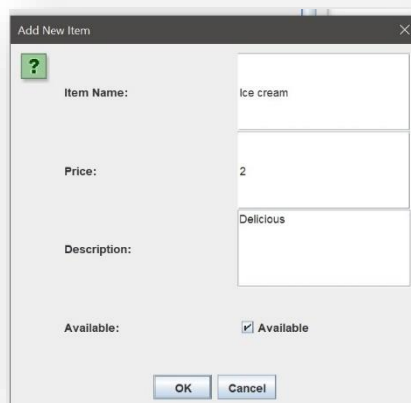 Add New Item
?
Item Name:
Ice cream
Price:
2
Delicious
Description:
Available:
Available
OK
Cancel